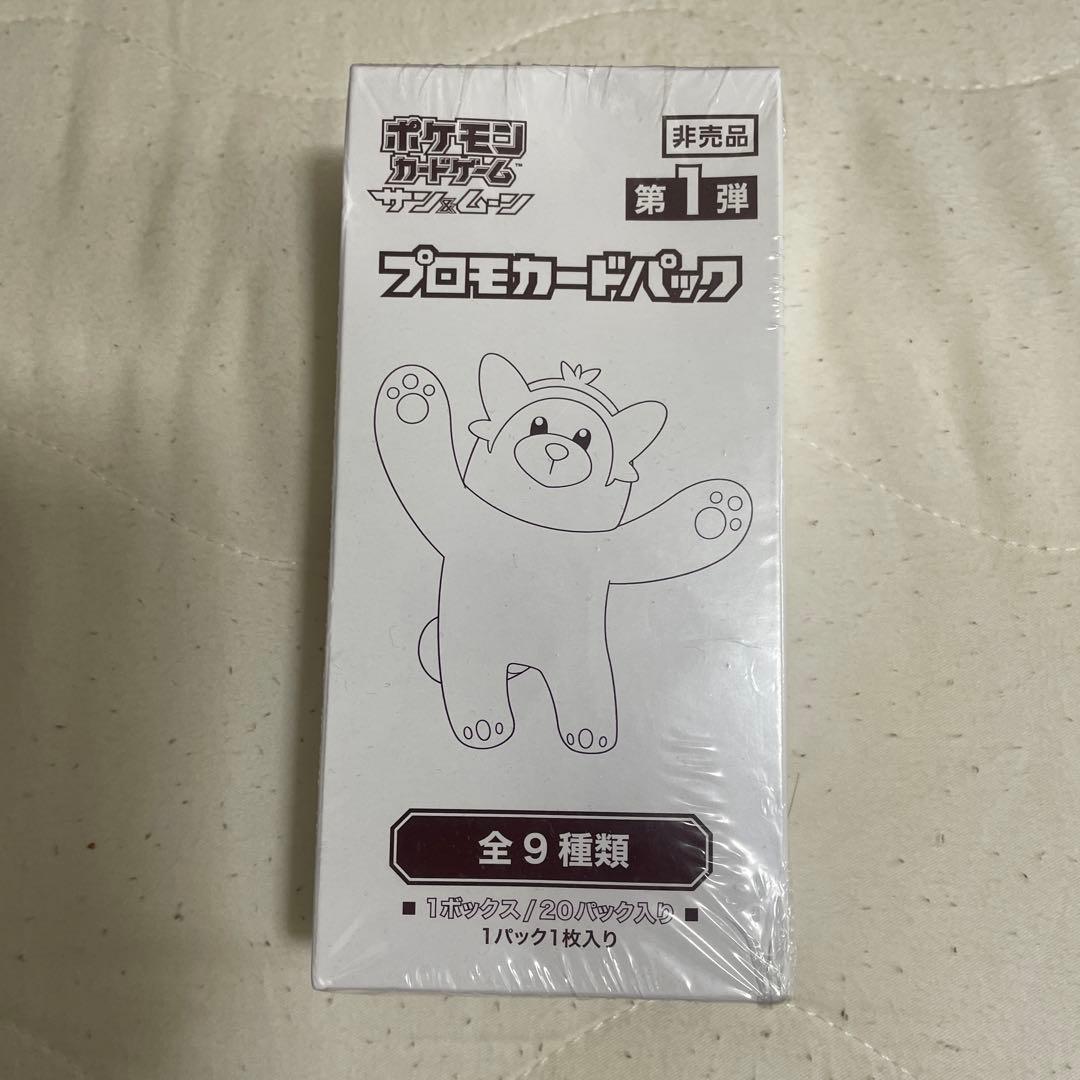 ポケモン
カードゲーム™
サン&ムーン
非売品
第1弾
プロモカードパック
全9種類
■ 1ボックス/20パック入り ■
1パック1枚入り